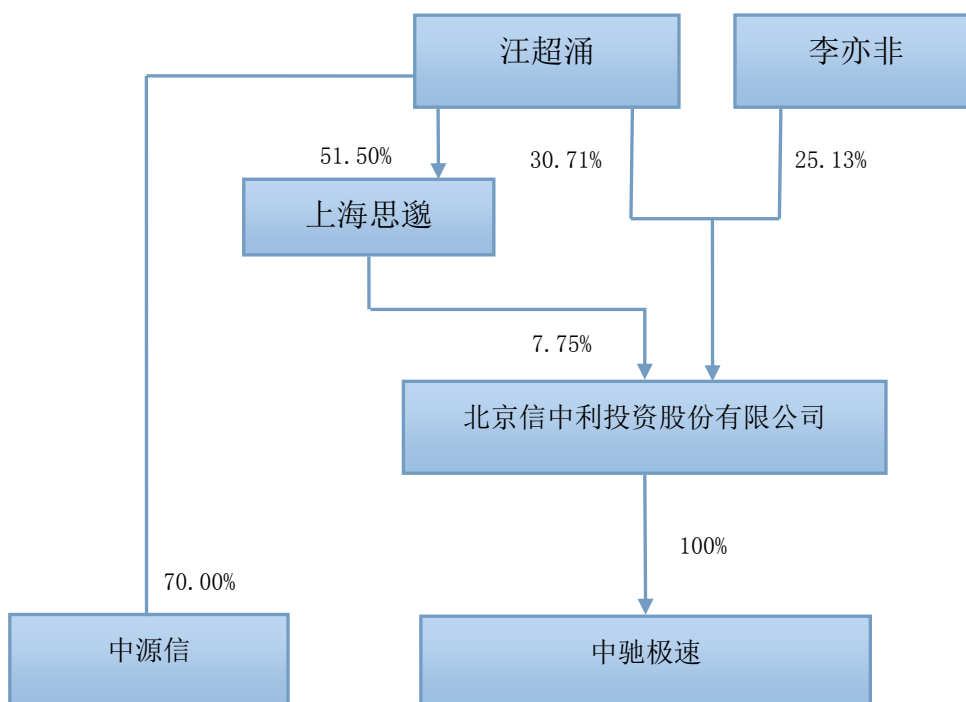 汪超涌
李亦非
51.50%
30.71%
25.13%
上海思邈
7.75%
北京信中利投资股份有限公司
100%
70.00%
中源信
中驰极速